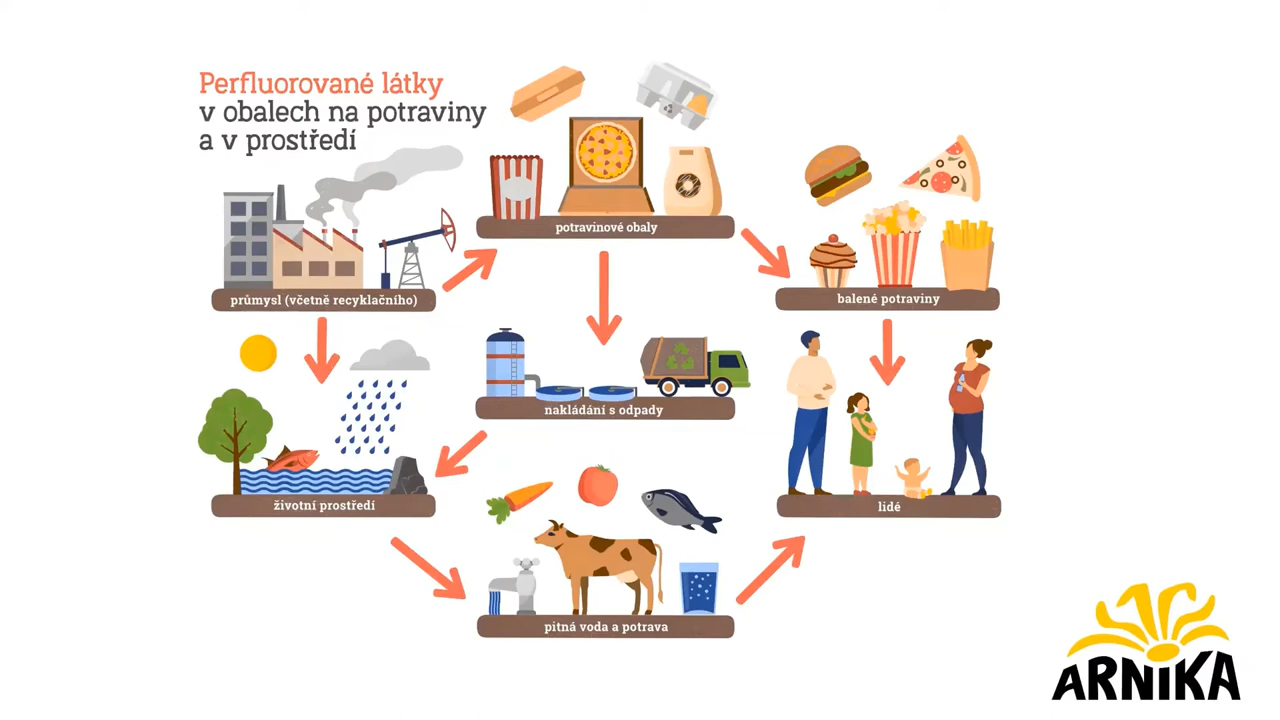 Perfluorované látky
v obalech na potraviny
a v prostředí
potravinové obaly
průmysl (včetně recyklačního)
balené potraviny
nakládání s odpady
životní prostředí
lidé
pitná voda a potrava
ARNIKA